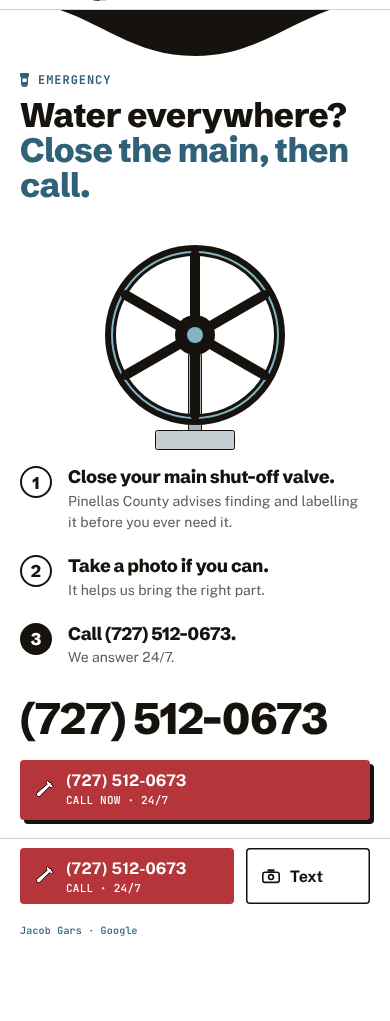 EMERGENCY
Water everywhere?
Close the main, then
call.
1
Close your main shut-off valve.
Pinellas County advises finding and labelling
it before you ever need it.
2
Take a photo if you can.
It helps us bring the right part.
3
Call (727) 512-0673.
We answer 24/7.
(727) 512-0673
(727) 512-0673
CALL NOW · 24/7
(727) 512-0673
CALL · 24/7
Text
Jacob Gars · Google